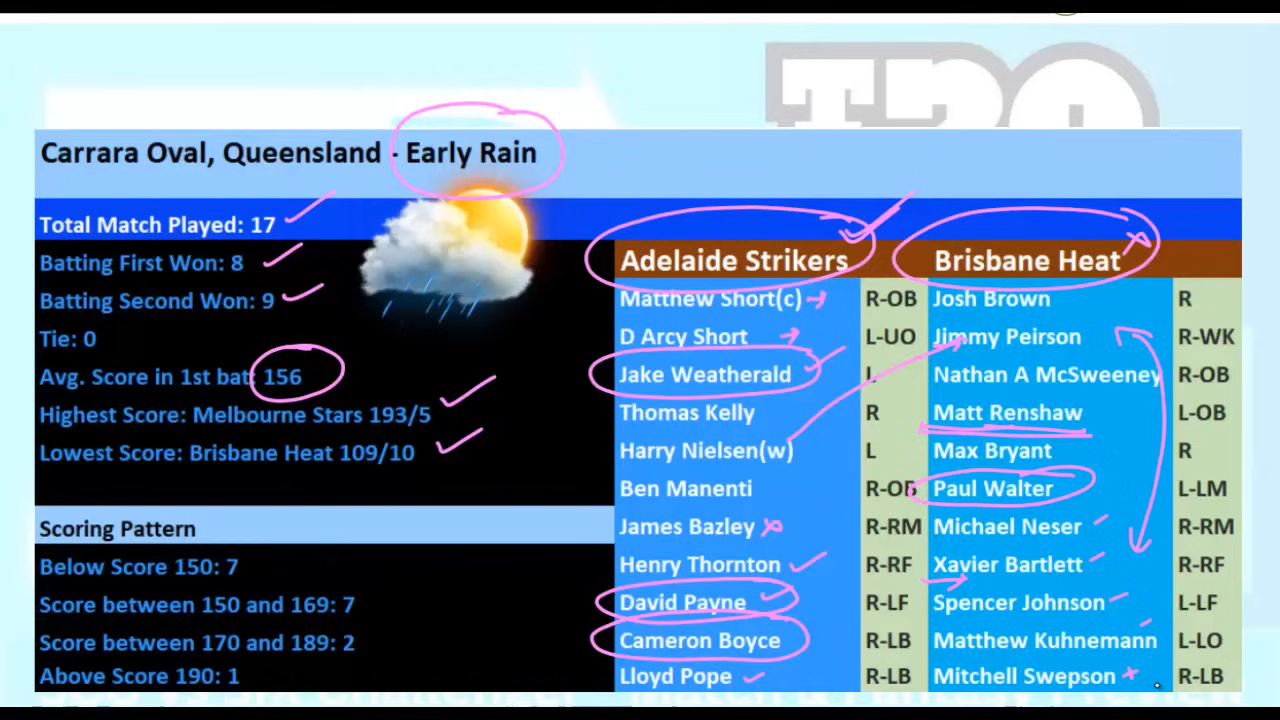 T20
Carrara Oval, Queensland - Early Rain
Total Match Played: 17
Batting First Won: 8
Batting Second Won: 9
Tie: 0
Avg. Score in 1st bat: 156
Highest Score: Melbourne Stars 193/5
Lowest Score: Brisbane Heat 109/10
Scoring Pattern
Below Score 150: 7
Score between 150 and 169: 7
Score between 170 and 189: 2
Above Score 190: 1
Adelaide Strikers
Matthew Short(c) R-OB
D Arcy Short L-UO
Jake Weatherald L
Thomas Kelly R
Harry Nielsen(w) L
Ben Manenti R-OB
James Bazley R-RM
Henry Thornton R-RF
David Payne R-LF
Cameron Boyce R-LB
Lloyd Pope R-LB
Brisbane Heat
Josh Brown R
Jimmy Peirson R-WK
Nathan A McSweeney R-OB
Matt Renshaw L-OB
Max Bryant R
Paul Walter L-LM
Michael Neser R-RM
Xavier Bartlett R-RF
Spencer Johnson L-LF
Matthew Kuhnemann L-LO
Mitchell Swepson R-LB